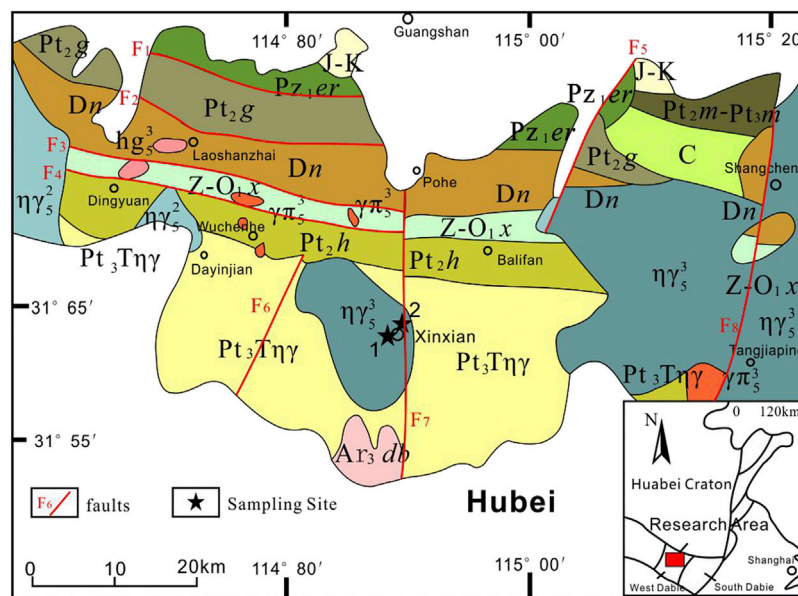 114° 80′
Guangshan
115° 00′
115° 20′
Pt₂g
F₁
J-K
F₅
J-K
Pz₁er
Pz₁er
Pt₂m-Pt₃m
Pt₂g
Pz₁er
Dn
F₂
hg₅³
Laoshanzhai
Dn
Pohe
Pt₂g
C
Shangchen
F₃
F₄
Dingyuan
Z-O₁x
γπ₅³
γπ₅³
Dn
Dn
Dn
ηγ₅²
ηγ₅²
Wuchenhe
Z-O₁x
Pt₂h
Pt₂h
Balifan
Pt₃Tηγ
Dayinjian
ηγ₅³
Z-O₁x
31° 65′
F₆
ηγ₅³
2
1
Xinxian
F₈
ηγ₅³
Pt₃Tηγ
Pt₃Tηγ
Tangjiaping
Pt₃Tηγ
γπ₅³
31° 55′
F₇
Ar₃db
N
0 120km
Huabei Craton
F₆
faults
Sampling Site
Hubei
Research Area
Shanghai
0 10 20km
West Dabie
South Dabie
114° 80′
115° 00′